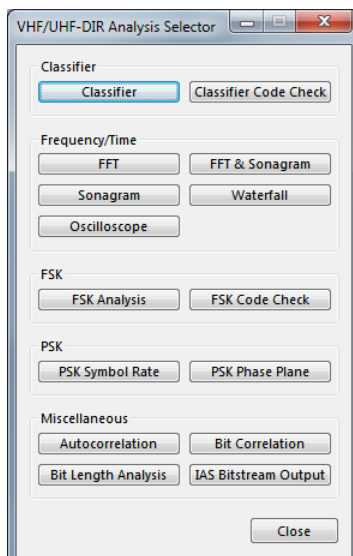 VHF/UHF-DIR Analysis Selector
Classifier
Classifier Classifier Code Check
Frequency/Time
FFT FFT & Sonagram
Sonagram Waterfall
Oscilloscope
FSK
FSK Analysis FSK Code Check
PSK
PSK Symbol Rate PSK Phase Plane
Miscellaneous
Autocorrelation Bit Correlation
Bit Length Analysis IAS Bitstream Output
Close